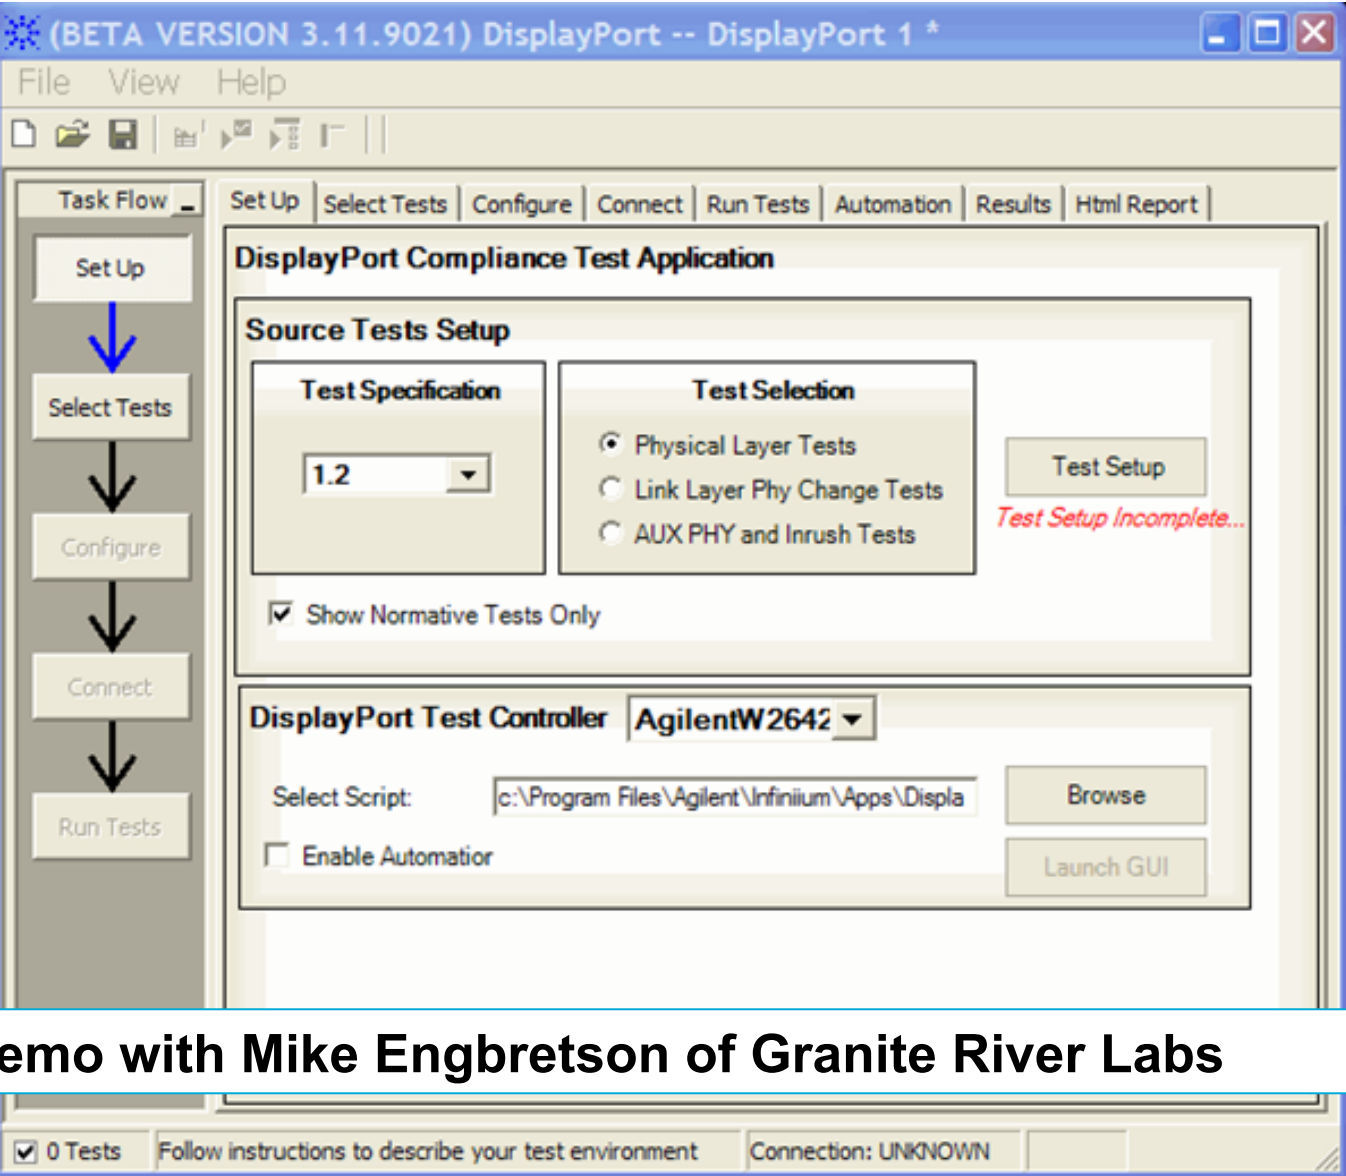 (BETA VERSION 3.11.9021) DisplayPort -- DisplayPort 1 *
File View Help
Task Flow
Set Up
Select Tests
Configure
Connect
Run Tests
Set Up Select Tests Configure Connect Run Tests Automation Results Html Report
DisplayPort Compliance Test Application
Source Tests Setup
Test Specification
1.2
Test Selection
Physical Layer Tests
Link Layer Phy Change Tests
AUX PHY and Inrush Tests
Test Setup
Test Setup Incomplete...
Show Normative Tests Only
DisplayPort Test Controller AgilentW2642
Select Script: c:\Program Files\Agilent\Infiniium\Apps\Displa
Browse
Enable Automatior
Launch GUI
emo with Mike Engbretson of Granite River Labs
0 Tests Follow instructions to describe your test environment Connection: UNKNOWN